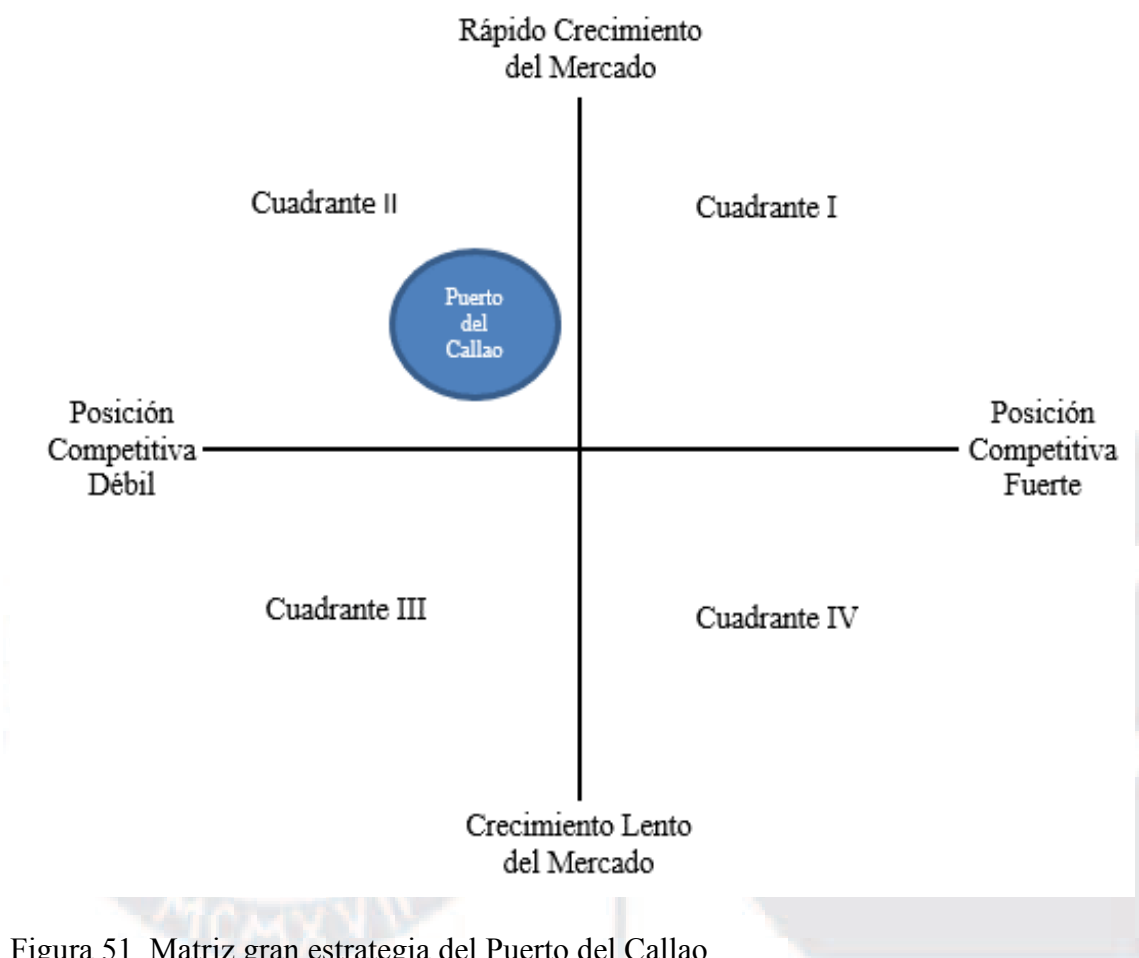 Rápido Crecimiento
del Mercado
Cuadrante II
Cuadrante I
Puerto
del
Callao
Posición
Competitiva
Débil
Posición
Competitiva
Fuerte
Cuadrante III
Cuadrante IV
Crecimiento Lento
del Mercado
MCMXVII
Figura 51 Matriz gran estrategia del Puerto del Callao